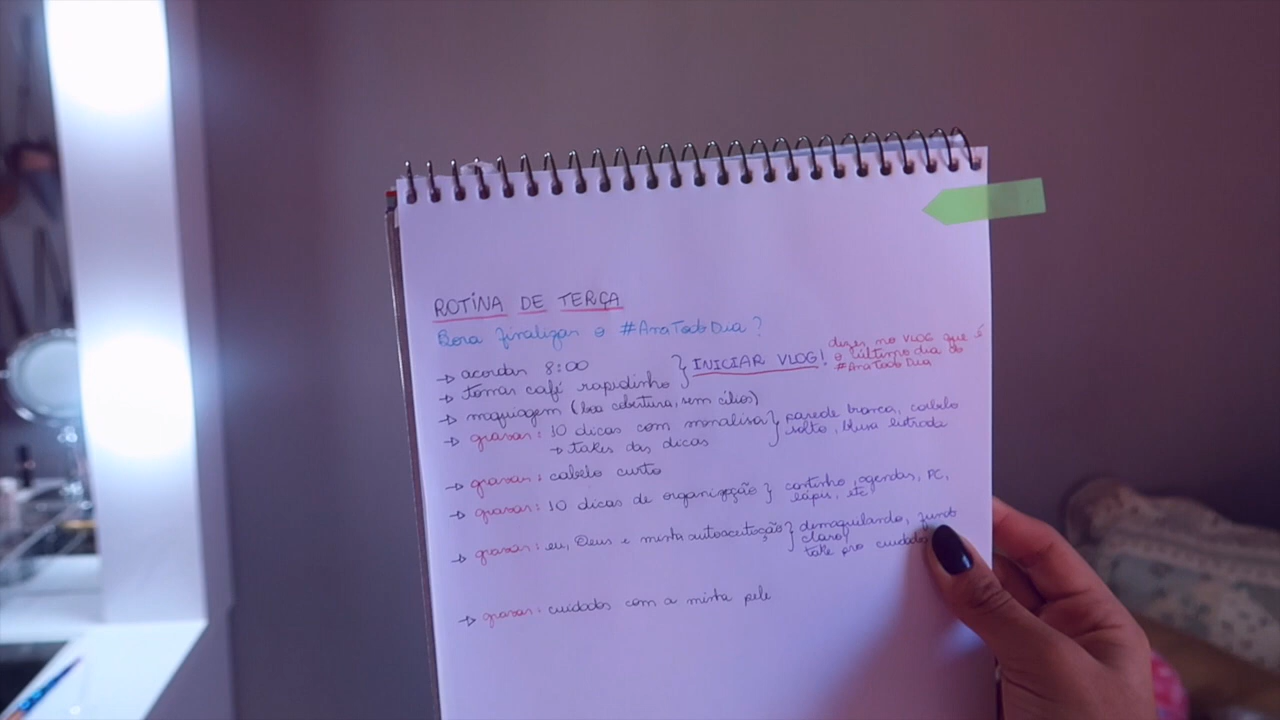 ROTINA DE TERÇA
Bora finalizar o #AnaTodoDia?
→ acordar 8:00
→ tomar café rapidinho } INICIAR VLOG!
dizer no VLOG que é
o último dia do
#AnaTodoDia
→ maquiagem (boa cobertura, sem cílios)
→ gravar: 10 dicas com monalisa } parede branca, cabelo
→ takes das dicas solto, blusa listrada
→ gravar: cabelo curto
→ gravar: 10 dicas de organização } cantinho, agendas, PC,
lápis, etc
→ gravar: eu, Deus e minha autoaceitação } demaquilando, fundo
claro!
take pro cuidados
→ gravar: cuidados com a minha pele